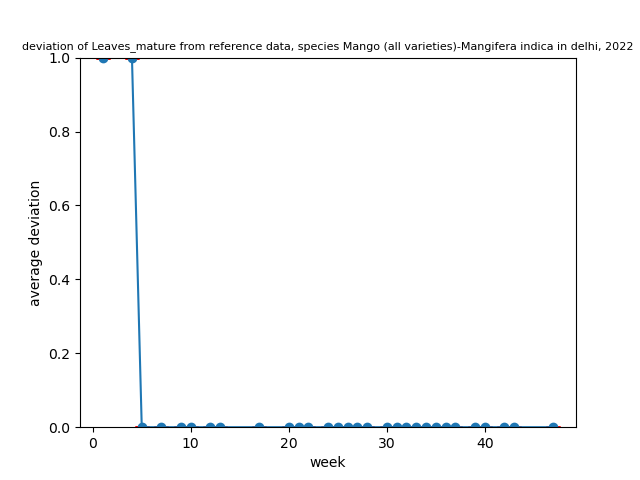 deviation of Leaves_mature from reference data, species Mango (all varieties)-Mangifera indica in delhi, 2022
1.0
0.8
0.6
0.4
0.2
0.0
average deviation
0 10 20 30 40
week